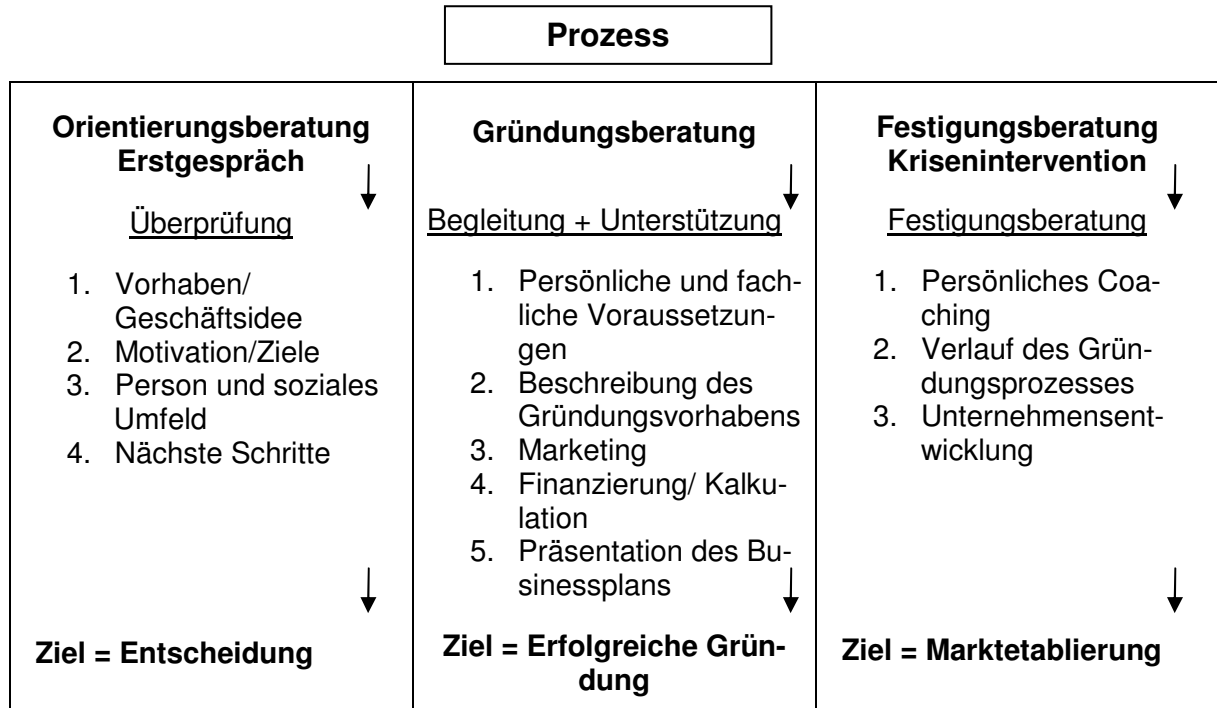 Prozess
Orientierungsberatung
Erstgespräch
Überprüfung
1. Vorhaben/
Geschäftsidee
2. Motivation/Ziele
3. Person und soziales
Umfeld
4. Nächste Schritte
Ziel = Entscheidung
Gründungsberatung
Begleitung + Unterstützung
1. Persönliche und fach-
liche Voraussetzun-
gen
2. Beschreibung des
Gründungsvorhabens
3. Marketing
4. Finanzierung/ Kalku-
lation
5. Präsentation des Bu-
sinessplans
Ziel = Erfolgreiche Grün-
dung
Festigungsberatung
Krisenintervention
Festigungsberatung
1. Persönliches Coa-
ching
2. Verlauf des Grün-
dungsprozesses
3. Unternehmensent-
wicklung
Ziel = Marktetablierung